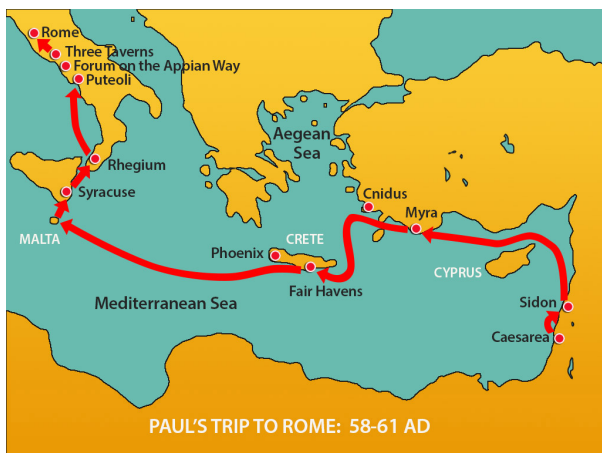 Rome
Three Taverns
Forum on the Appian Way
Puteoli
Aegean
Sea
Rhegium
Cnidus
Syracuse
Myra
MALTA
Phoenix
CRETE
CYPRUS
Fair Havens
Mediterranean Sea
Sidon
Caesarea
PAUL'S TRIP TO ROME: 58-61 AD